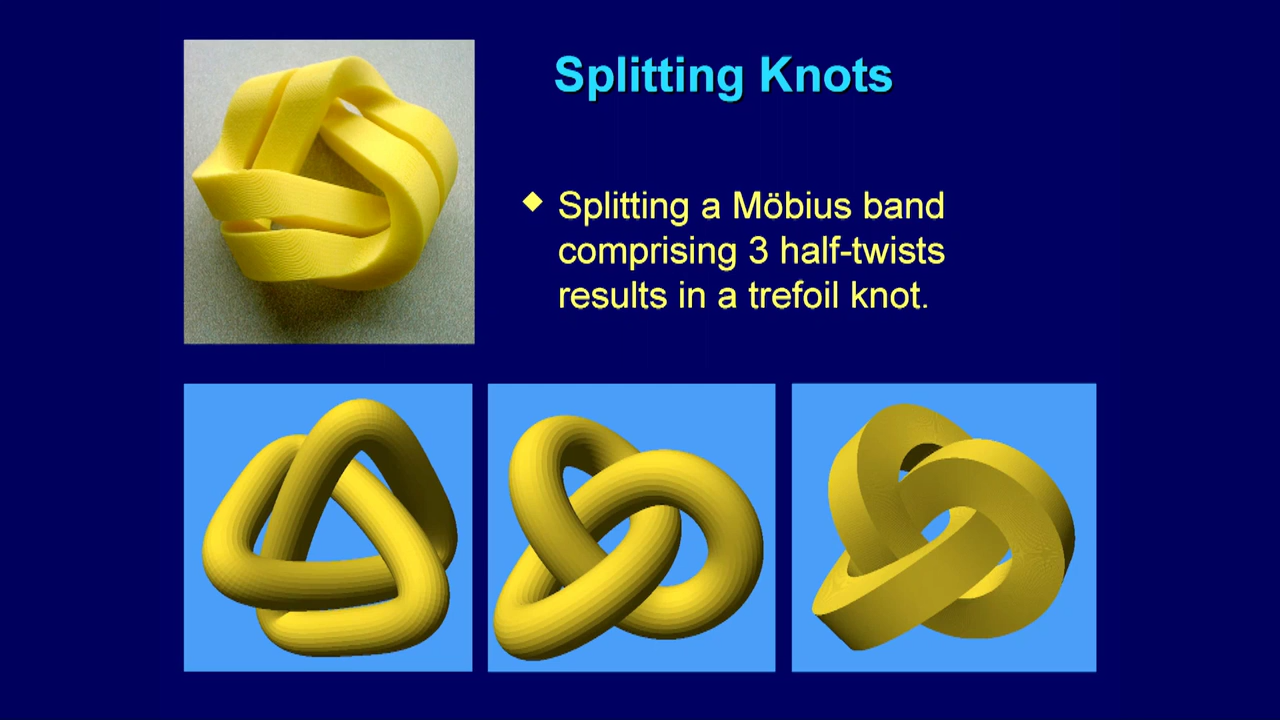 Splitting Knots
Splitting a Möbius band
comprising 3 half-twists
results in a trefoil knot.